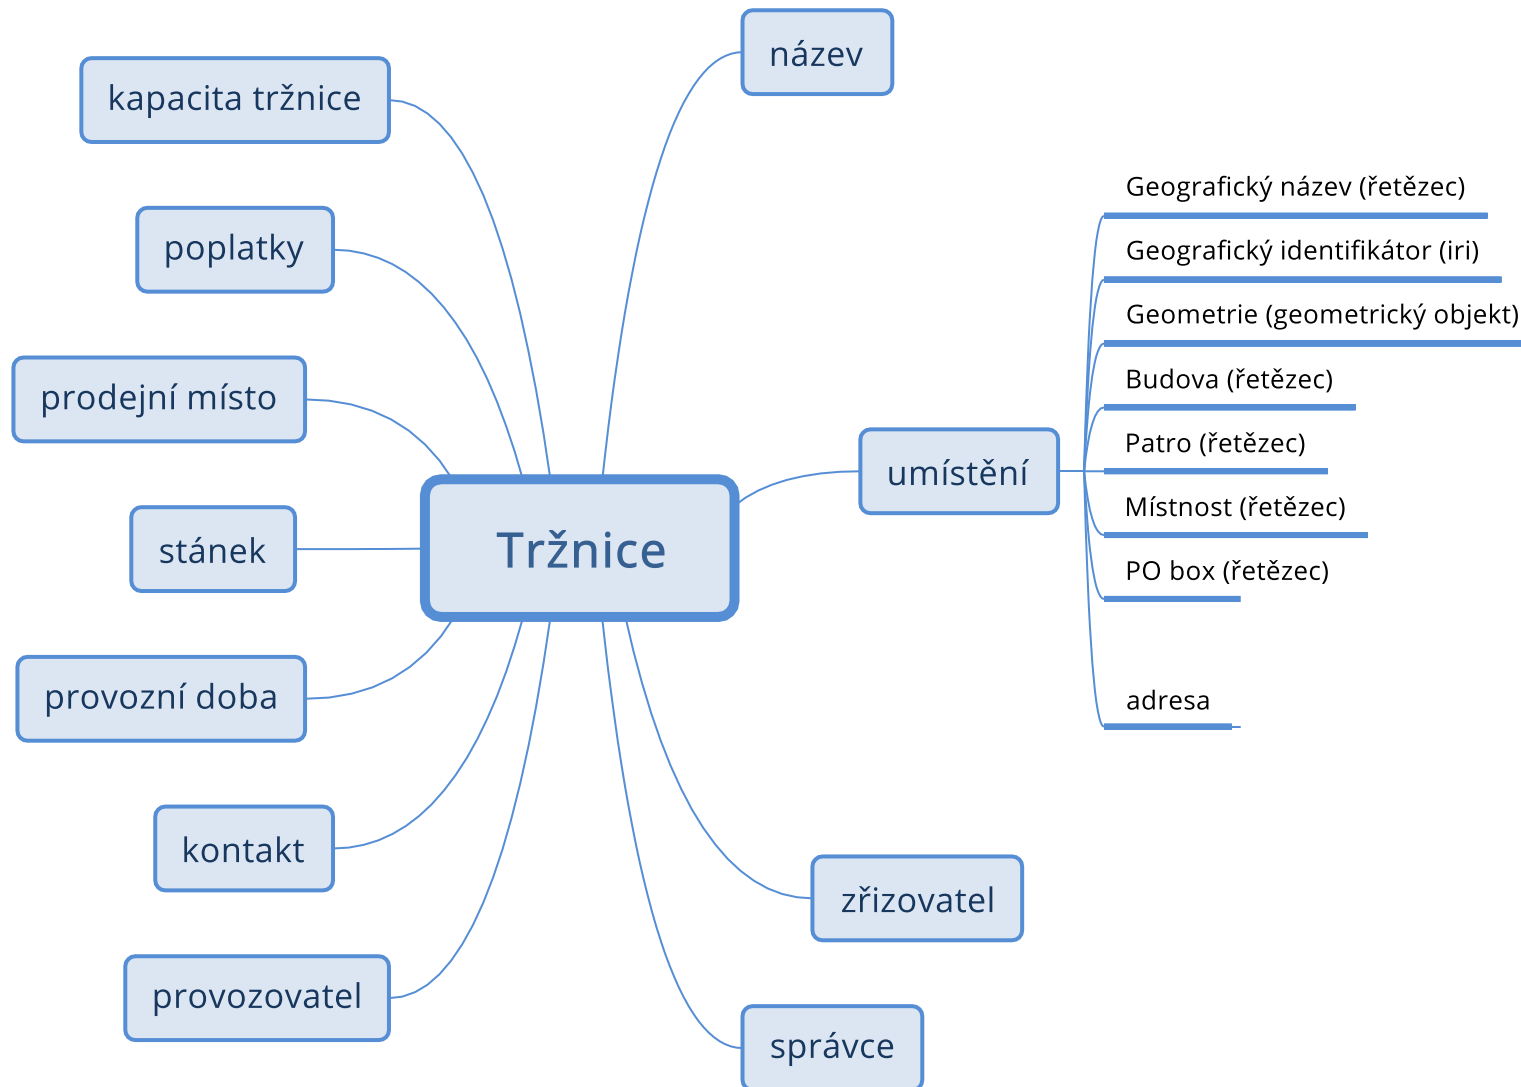 název
kapacita tržnice
poplatky
prodejní místo
stánek
provozní doba
kontakt
provozovatel
Tržnice
umístění
Geografický název (řetězec)
Geografický identifikátor (iri)
Geometrie (geometrický objekt)
Budova (řetězec)
Patro (řetězec)
Místnost (řetězec)
PO box (řetězec)
adresa
zřizovatel
správce